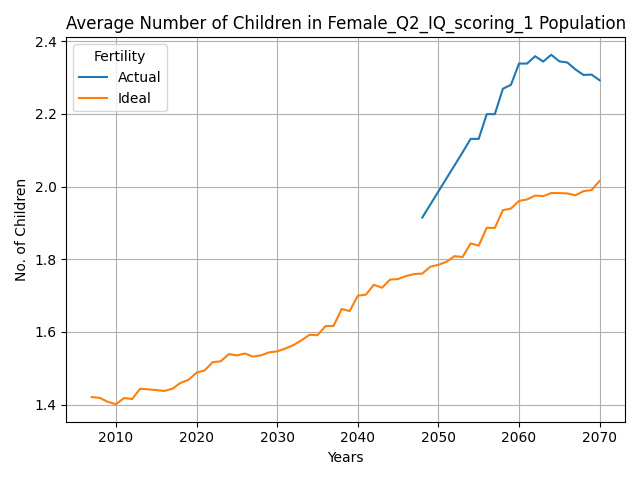 Average Number of Children in Female_Q2_IQ_scoring_1 Population
Fertility
Actual
Ideal
No. of Children
2.4
2.2
2.0
1.8
1.6
1.4
2010 2020 2030 2040 2050 2060 2070
Years